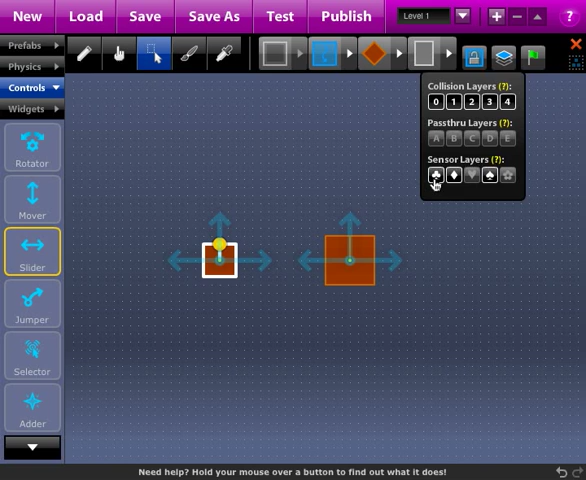 New Load Save Save As Test Publish Level 1 + − ?
Prefabs
Physics
Controls
Widgets
Collision Layers (?):
0 1 2 3 4
Passthru Layers (?):
A B C D E
Sensor Layers (?):
Rotator
Mover
Slider
Jumper
Selector
Adder
Need help? Hold your mouse over a button to find out what it does!